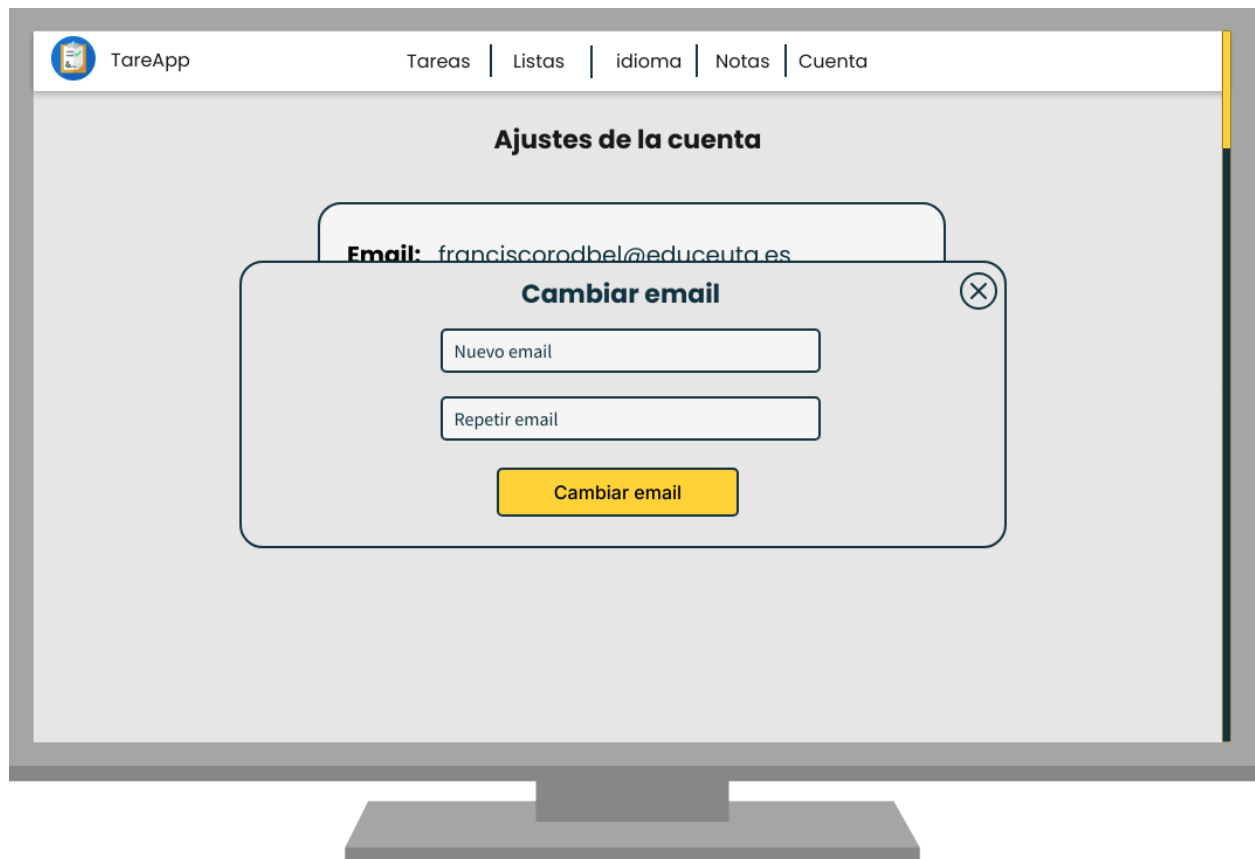 TareApp Tareas Listas idioma Notas Cuenta
Ajustes de la cuenta
Email: franciscorodbel@educeuta.es
Cambiar email
Nuevo email
Repetir email
Cambiar email